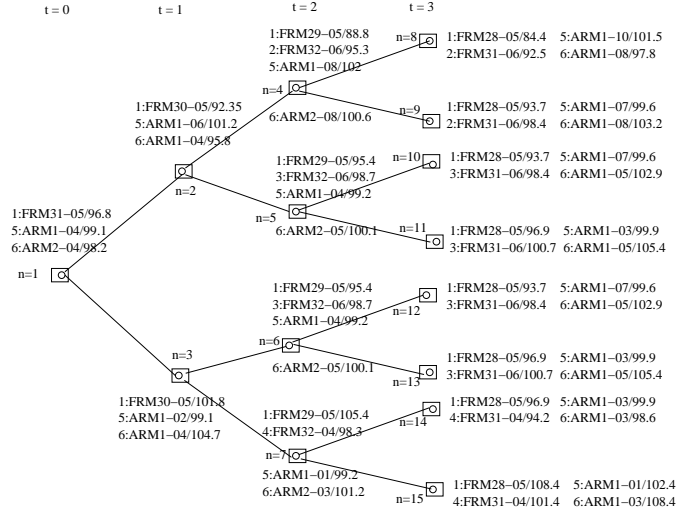 t = 0 t = 1 t = 2 t = 3
1:FRM29−05/88.8
2:FRM32−06/95.3
5:ARM1−08/102
n=4
6:ARM2−08/100.6
n=8
1:FRM28−05/84.4 5:ARM1−10/101.5
2:FRM31−06/92.5 6:ARM1−08/97.8
n=9
1:FRM28−05/93.7 5:ARM1−07/99.6
2:FRM31−06/98.4 6:ARM1−08/103.2
1:FRM30−05/92.35
5:ARM1−06/101.2
6:ARM1−04/95.8
n=2
1:FRM29−05/95.4
3:FRM32−06/98.7
5:ARM1−04/99.2
n=5
6:ARM2−05/100.1
n=10
1:FRM28−05/93.7 5:ARM1−07/99.6
3:FRM31−06/98.4 6:ARM1−05/102.9
n=11
1:FRM28−05/96.9 5:ARM1−03/99.9
3:FRM31−06/100.7 6:ARM1−05/105.4
1:FRM31−05/96.8
5:ARM1−04/99.1
6:ARM2−04/98.2
n=1
1:FRM29−05/95.4
3:FRM32−06/98.7
5:ARM1−04/99.2
n=6
6:ARM2−05/100.1
n=12
1:FRM28−05/93.7 5:ARM1−07/99.6
3:FRM31−06/98.4 6:ARM1−05/102.9
n=13
1:FRM28−05/96.9 5:ARM1−03/99.9
3:FRM31−06/100.7 6:ARM1−05/105.4
n=3
1:FRM30−05/101.8
5:ARM1−02/99.1
6:ARM1−04/104.7
1:FRM29−05/105.4
4:FRM32−04/98.3
n=7
5:ARM1−01/99.2
6:ARM2−03/101.2
n=14
1:FRM28−05/96.9 5:ARM1−03/99.9
4:FRM31−04/94.2 6:ARM1−03/98.6
n=15
1:FRM28−05/108.4 5:ARM1−01/102.4
4:FRM31−04/101.4 6:ARM1−03/108.4